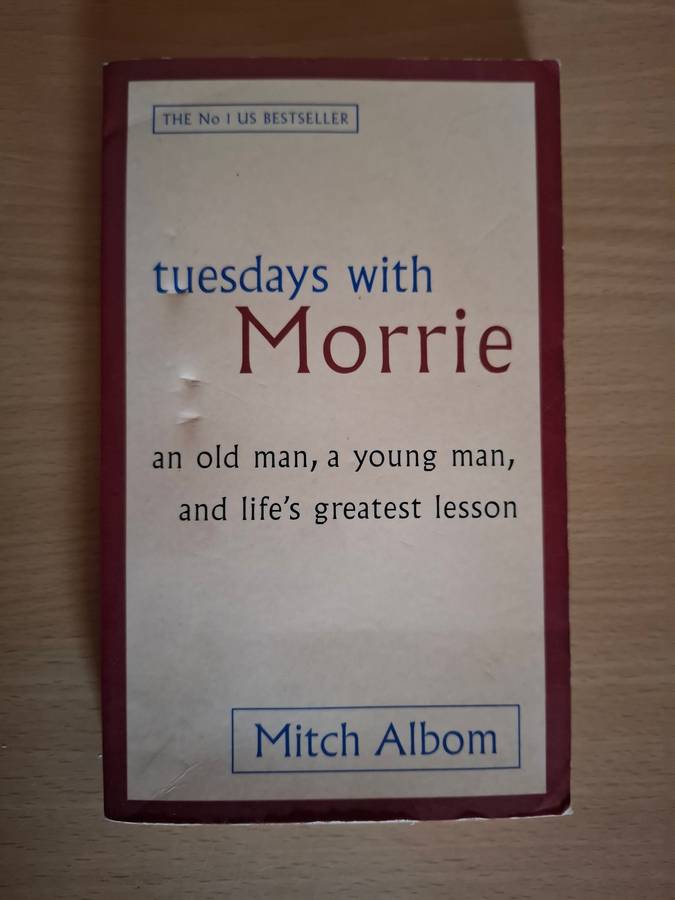 THE No 1 US BESTSELLER
tuesdays with
Morrie
an old man, a young man,
and life's greatest lesson
Mitch Albom